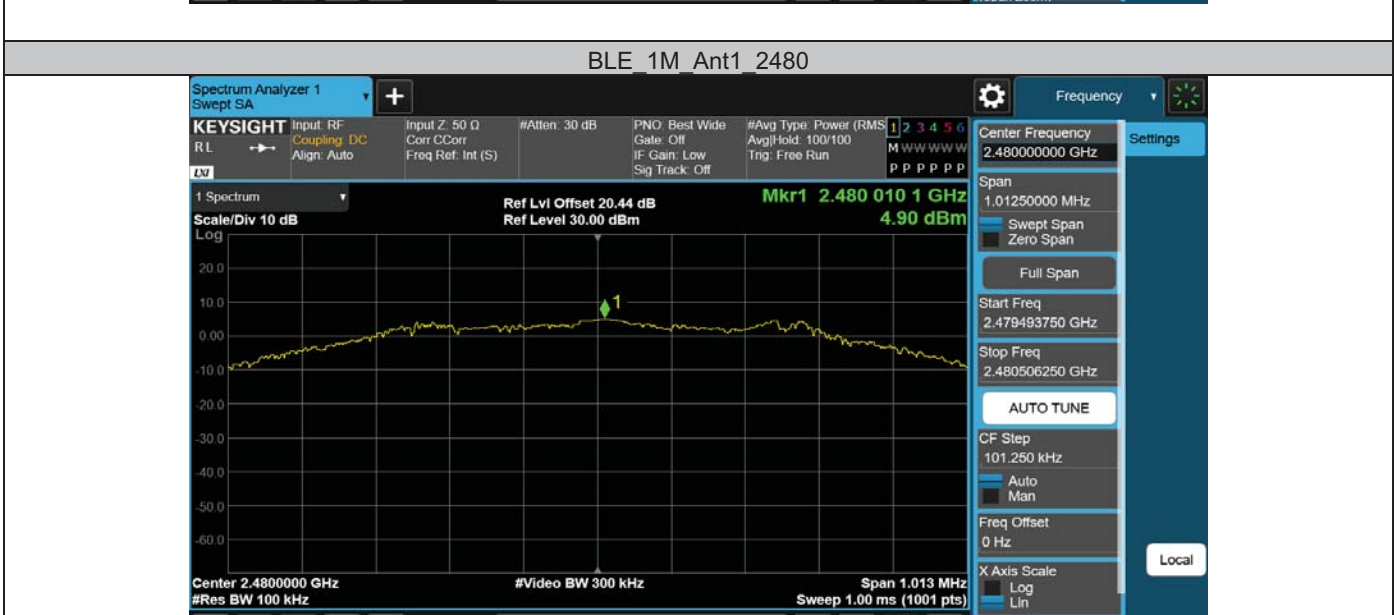 BLE_1M_Ant1_2480
Spectrum Analyzer 1
Swept SA
+
Frequency
KEYSIGHT
RL
LXI
Input: RF
Coupling: DC
Align: Auto
Input Z: 50 Ω
Corr CCorr
Freq Ref: Int (S)
#Atten: 30 dB
PNO: Best Wide
Gate: Off
IF Gain: Low
Sig Track: Off
#Avg Type: Power (RMS
Avg|Hold: 100/100
Trig: Free Run
1 2 3 4 5 6
M W W W W W
P P P P P P
1 Spectrum
Scale/Div 10 dB
Log
Ref Lvl Offset 20.44 dB
Ref Level 30.00 dBm
Mkr1 2.480 010 1 GHz
4.90 dBm
20.0
10.0
0.00
-10.0
-20.0
-30.0
-40.0
-50.0
-60.0
1
Center 2.4800000 GHz
#Res BW 100 kHz
#Video BW 300 kHz
Span 1.013 MHz
Sweep 1.00 ms (1001 pts)
Center Frequency
2.480000000 GHz
Settings
Span
1.01250000 MHz
Swept Span
Zero Span
Full Span
Start Freq
2.479493750 GHz
Stop Freq
2.480506250 GHz
AUTO TUNE
CF Step
101.250 kHz
Auto
Man
Freq Offset
0 Hz
X Axis Scale
Log
Lin
Local